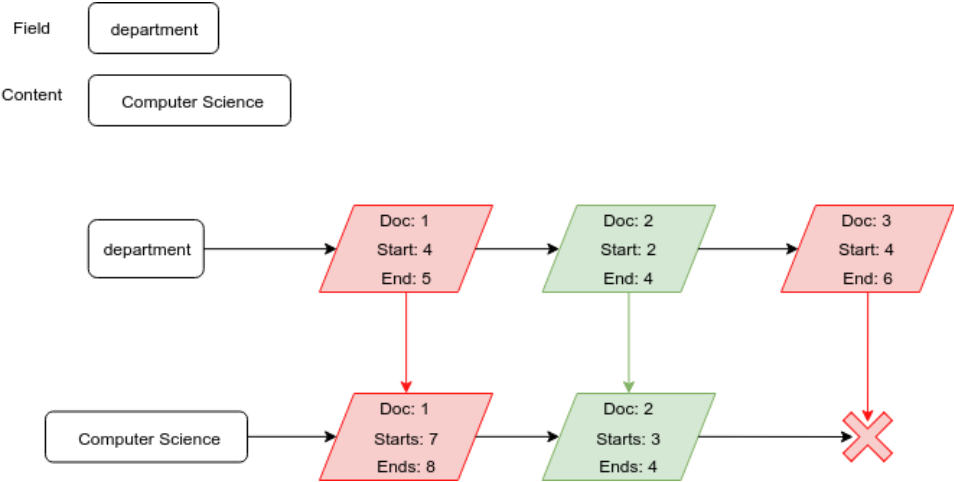 Field
department
Content
Computer Science
department
Doc: 1
Start: 4
End: 5
Doc: 2
Start: 2
End: 4
Doc: 3
Start: 4
End: 6
Computer Science
Doc: 1
Starts: 7
Ends: 8
Doc: 2
Starts: 3
Ends: 4